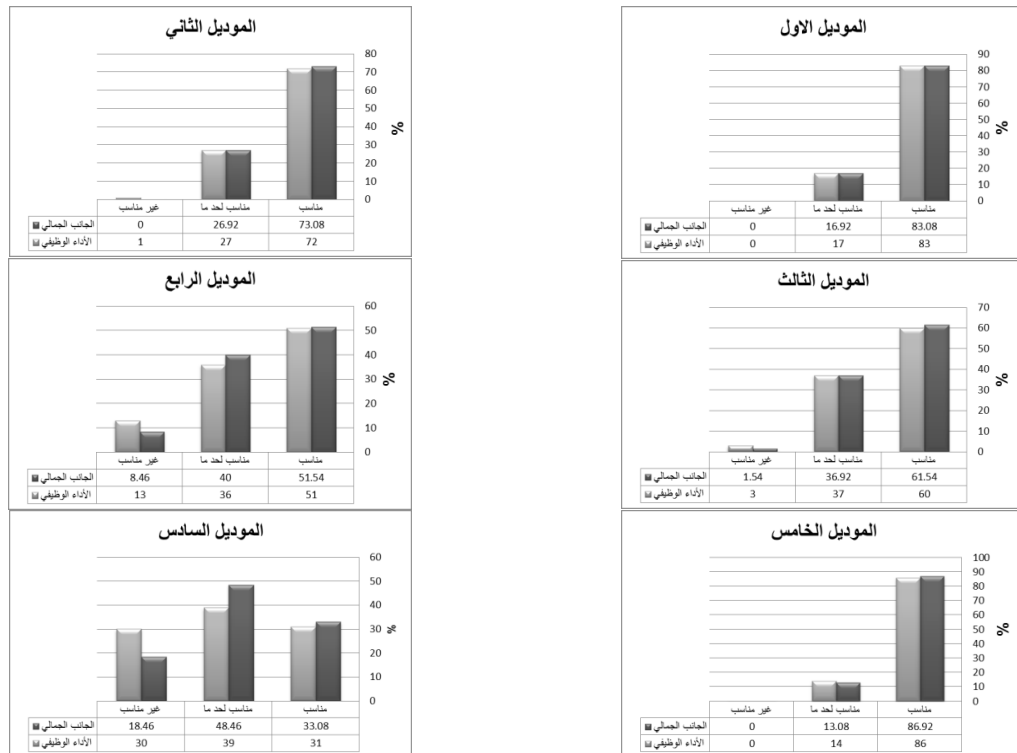 الموديل الاول
90
80
70
60
50
40
30
20
10
0
%
مناسب مناسب لحد ما غير مناسب
الجانب الجمالي 83.08 16.92 0
الأداء الوظيفي 83 17 0
الموديل الثاني
80
70
60
50
40
30
20
10
0
%
مناسب مناسب لحد ما غير مناسب
الجانب الجمالي 73.08 26.92 0
الأداء الوظيفي 72 27 1
الموديل الثالث
70
60
50
40
30
20
10
0
%
مناسب مناسب لحد ما غير مناسب
الجانب الجمالي 61.54 36.92 1.54
الأداء الوظيفي 60 37 3
الموديل الرابع
60
50
40
30
20
10
0
%
مناسب مناسب لحد ما غير مناسب
الجانب الجمالي 51.54 40 8.46
الأداء الوظيفي 51 36 13
الموديل الخامس
100
90
80
70
60
50
40
30
20
10
0
%
مناسب مناسب لحد ما غير مناسب
الجانب الجمالي 86.92 13.08 0
الأداء الوظيفي 86 14 0
الموديل السادس
60
50
40
30
20
10
0
%
مناسب مناسب لحد ما غير مناسب
الجانب الجمالي 33.08 48.46 18.46
الأداء الوظيفي 31 39 30